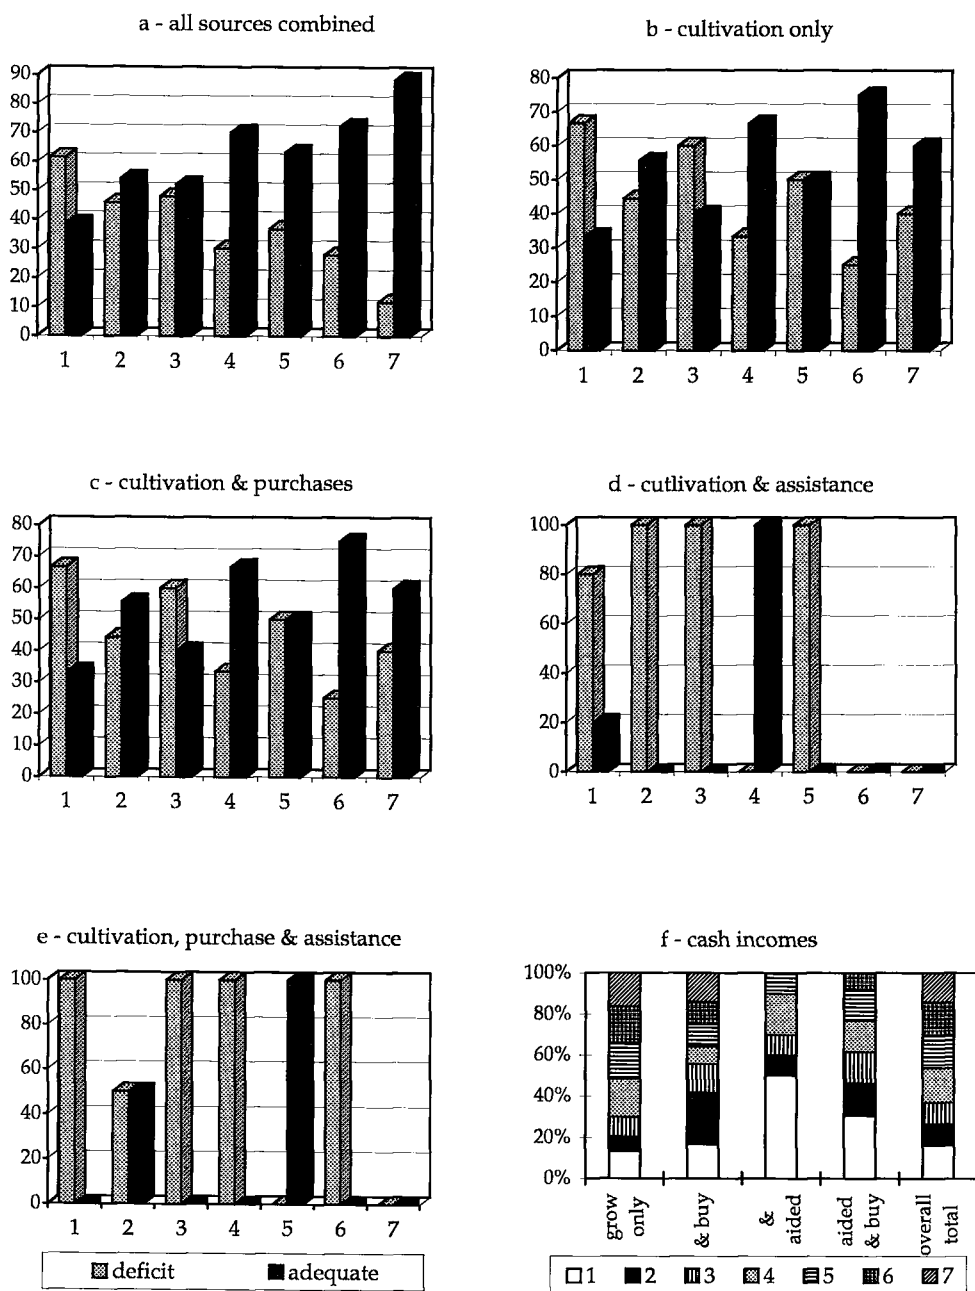 a - all sources combined
90
80
70
60
50
40
30
20
10
0
1 2 3 4 5 6 7
b - cultivation only
80
70
60
50
40
30
20
10
0
1 2 3 4 5 6 7
c - cultivation & purchases
80
70
60
50
40
30
20
10
0
1 2 3 4 5 6 7
d - cutlivation & assistance
100
80
60
40
20
0
1 2 3 4 5 6 7
e - cultivation, purchase & assistance
100
80
60
40
20
0
1 2 3 4 5 6 7
deficit adequate
f - cash incomes
100%
80%
60%
40%
20%
0%
grow
only
& buy
&
aided
aided
& buy
overall
total
1 2 3 4 5 6 7